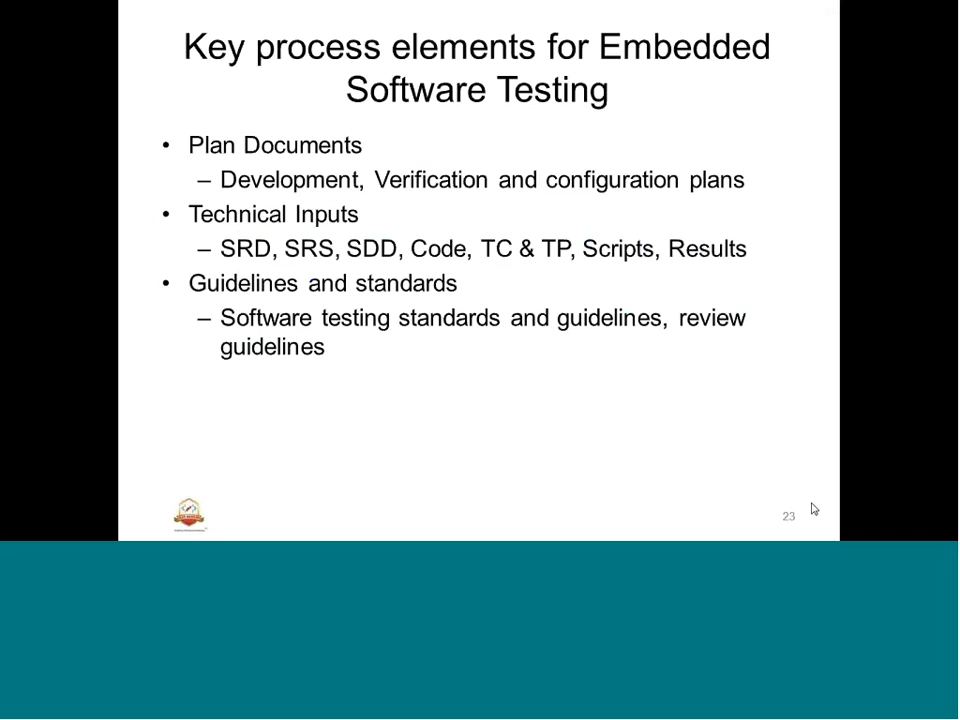 Key process elements for Embedded
Software Testing
• Plan Documents
– Development, Verification and configuration plans
• Technical Inputs
– SRD, SRS, SDD, Code, TC & TP, Scripts, Results
• Guidelines and standards
– Software testing standards and guidelines, review
guidelines
23